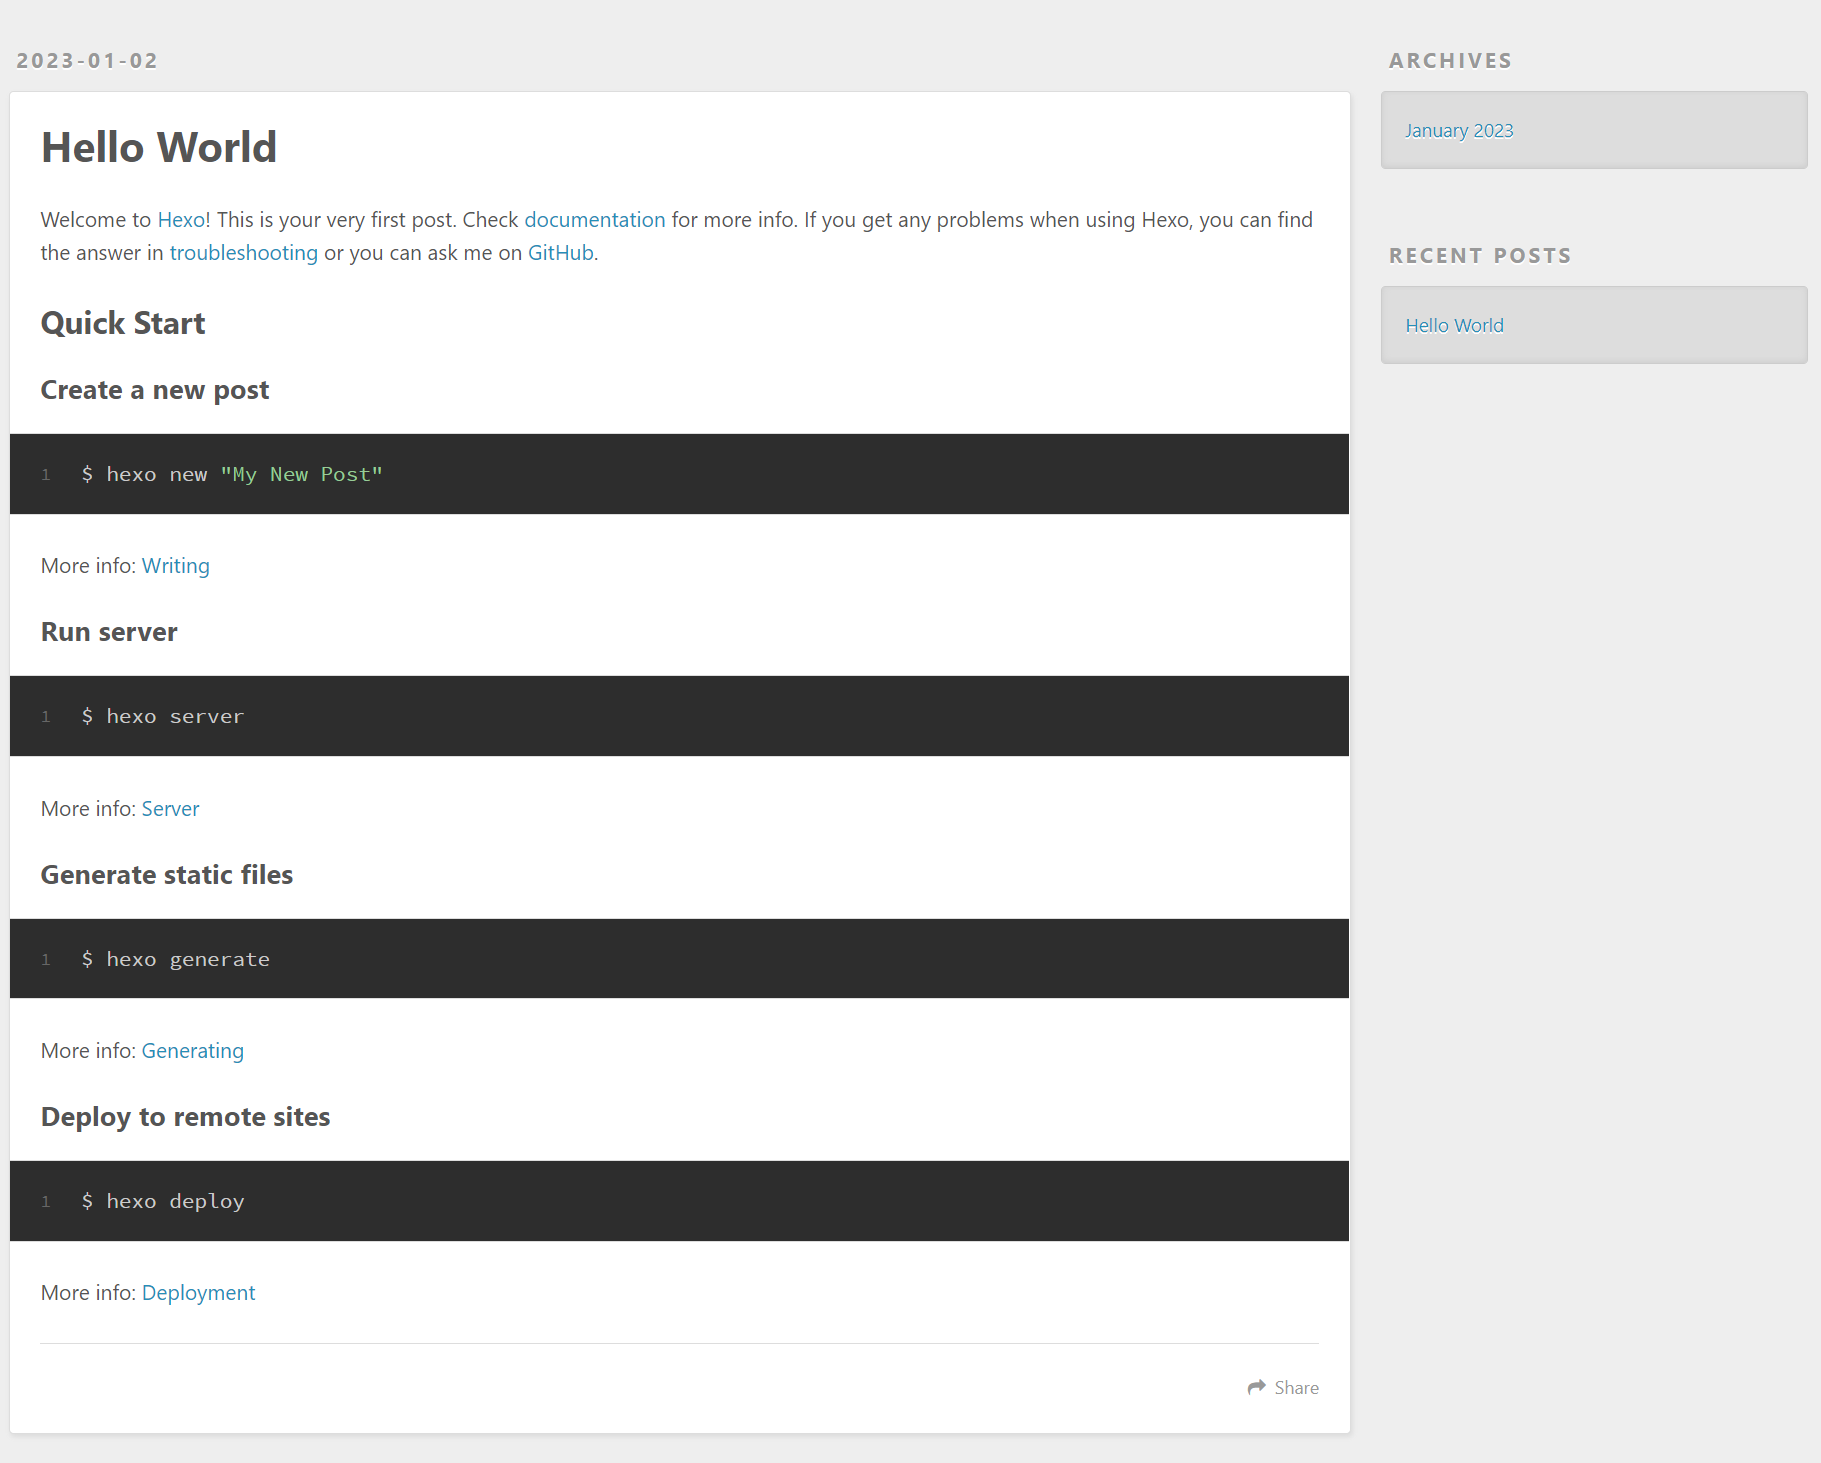 2023-01-02
Hello World
Welcome to Hexo! This is your very first post. Check documentation for more info. If you get any problems when using Hexo, you can find
the answer in troubleshooting or you can ask me on GitHub.
Quick Start
Create a new post
1 $ hexo new "My New Post"
More info: Writing
Run server
1 $ hexo server
More info: Server
Generate static files
1 $ hexo generate
More info: Generating
Deploy to remote sites
1 $ hexo deploy
More info: Deployment
Share
ARCHIVES
January 2023
RECENT POSTS
Hello World